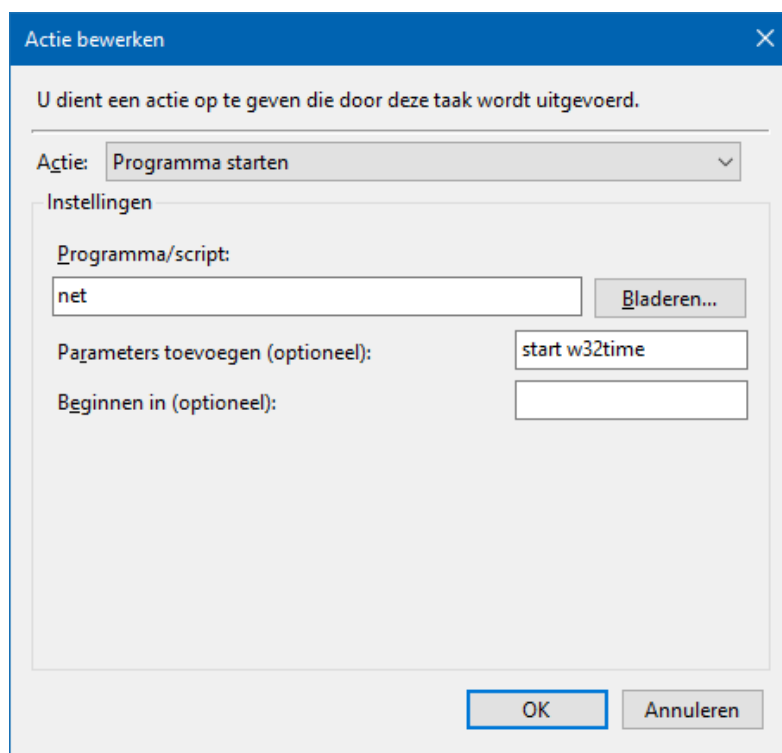 Actie bewerken
U dient een actie op te geven die door deze taak wordt uitgevoerd.
Actie: Programma starten
Instellingen
Programma/script:
net Bladeren...
Parameters toevoegen (optioneel): start w32time
Beginnen in (optioneel):
OK Annuleren